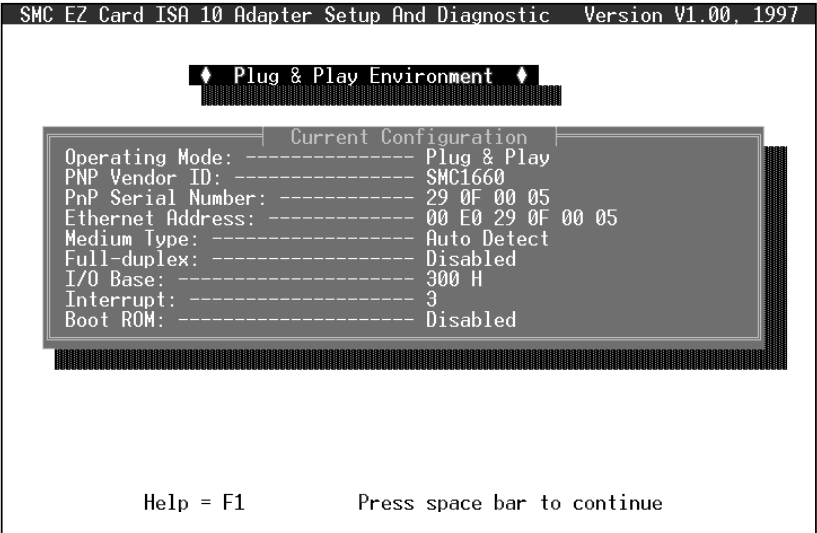 SMC EZ Card ISA 10 Adapter Setup And Diagnostic Version V1.00, 1997
♦ Plug & Play Environment ♦
Current Configuration
Operating Mode: --------------- Plug & Play
PNP Vendor ID: ---------------- SMC1660
PnP Serial Number: ------------ 29 0F 00 05
Ethernet Address: ------------- 00 E0 29 0F 00 05
Medium Type: ------------------ Auto Detect
Full-duplex: ------------------ Disabled
I/O Base: --------------------- 300 H
Interrupt: -------------------- 3
Boot ROM: --------------------- Disabled
Help = F1 Press space bar to continue